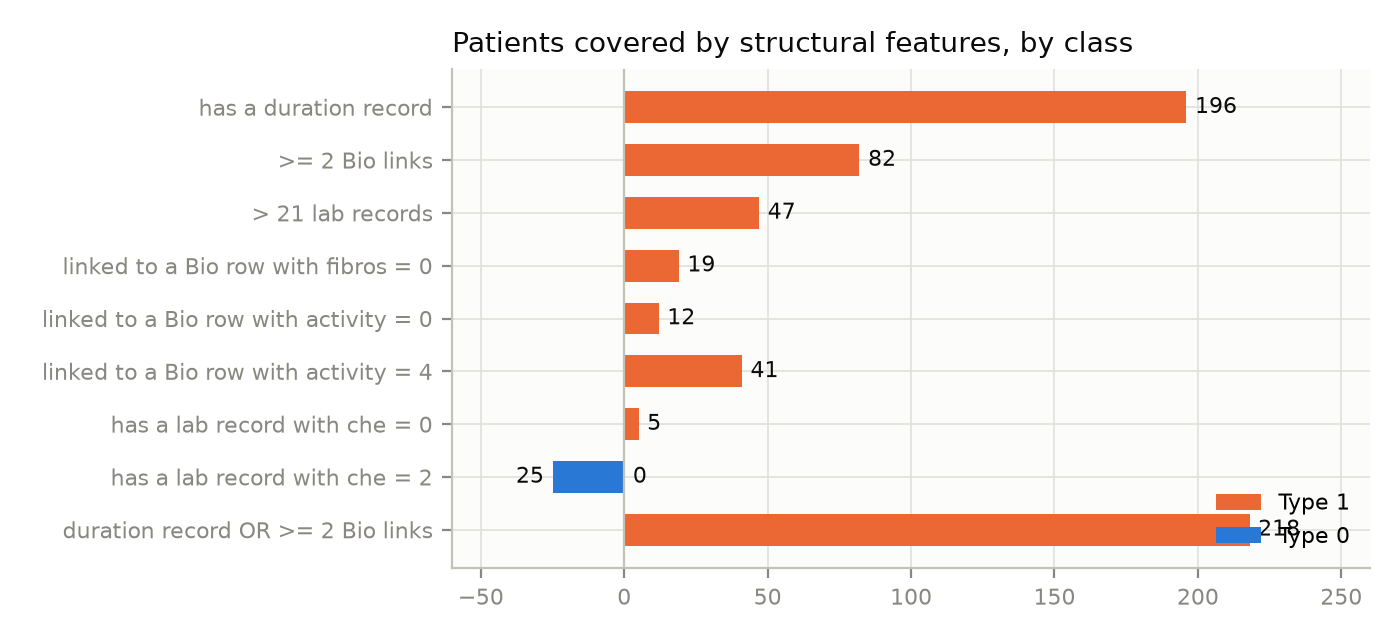 Patients covered by structural features, by class
has a duration record
196
>= 2 Bio links
82
> 21 lab records
47
linked to a Bio row with fibros = 0
19
linked to a Bio row with activity = 0
12
linked to a Bio row with activity = 4
41
has a lab record with che = 0
5
has a lab record with che = 2
25
0
duration record OR >= 2 Bio links
218
Type 1
Type 0
−50
0
50
100
150
200
250